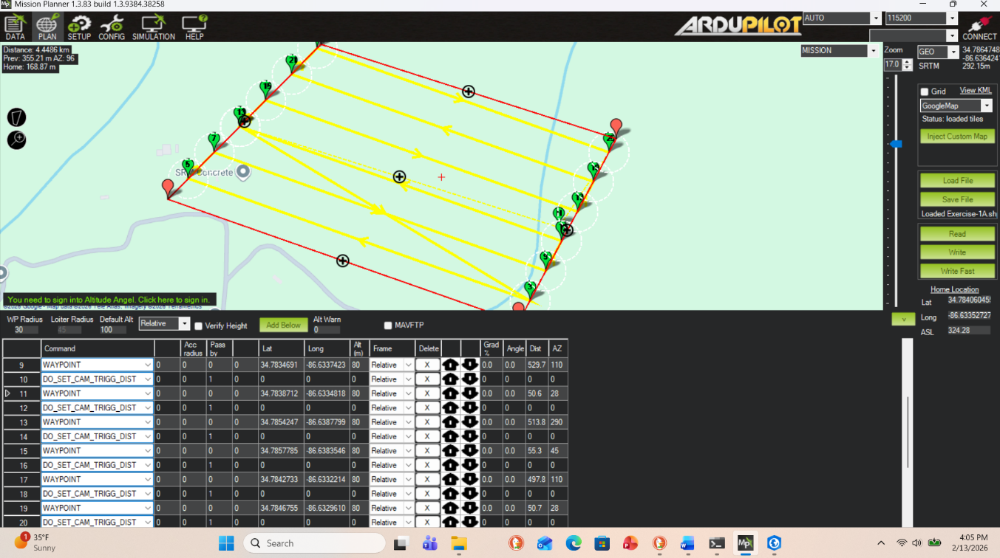 Mission Planner 1.3.83 build 1.3.9384.38258
DATA PLAN SETUP CONFIG SIMULATION HELP
ARDUPILOT
AUTO 115200
CONNECT
Distance: 4.4486 km
Prev: 355.21 m AZ: 96
Home: 168.87 m
MISSION
Zoom
17.0
GEO 34.7864748
-86.636424
SRTM 292.15m
Grid View KML
GoogleMap
Status: loaded tiles
Inject Custom Map
Load File
Save File
Loaded Exercise-1A.sh
Read
Write
Write Fast
Home Location
Lat 34.78406045
Long -86.63352727
ASL 324.28
21
7
9
3
You need to sign into Altitude Angel. Click here to sign in.
WP Radius Loiter Radius Default Alt
30 45 100
Relative
Verify Height
Add Below
Alt Warn
0
MAVFTP
v
Command Acc radius Pass by Lat Long Alt (m) Frame Delete Grad % Angle Dist AZ
9 WAYPOINT 0 0 0 0 34.7834691 -86.6337423 80 Relative X 0.0 0.0 529.7 110
10 DO_SET_CAM_TRIGG_DIST 0 0 1 0 0 0 0 Relative X 0 0 0 0
11 WAYPOINT 0 0 0 0 34.7838712 -86.6334818 80 Relative X 0.0 0.0 50.6 28
12 DO_SET_CAM_TRIGG_DIST 0 0 1 0 0 0 0 Relative X 0 0 0 0
13 WAYPOINT 0 0 0 0 34.7854247 -86.6387799 80 Relative X 0.0 0.0 513.8 290
14 DO_SET_CAM_TRIGG_DIST 0 0 1 0 0 0 0 Relative X 0 0 0 0
15 WAYPOINT 0 0 0 0 34.7857785 -86.6383546 80 Relative X 0.0 0.0 55.3 45
16 DO_SET_CAM_TRIGG_DIST 0 0 1 0 0 0 0 Relative X 0 0 0 0
17 WAYPOINT 0 0 0 0 34.7842733 -86.6332214 80 Relative X 0.0 0.0 497.8 110
18 DO_SET_CAM_TRIGG_DIST 0 0 1 0 0 0 0 Relative X 0 0 0 0
19 WAYPOINT 0 0 0 0 34.7846755 -86.6329610 80 Relative X 0.0 0.0 50.7 28
20 DO_SET_CAM_TRIGG_DIST 0 0 1 0 0 0 0 Relative X 0 0 0 0
1
35°F
Sunny
Search
4:05 PM
2/13/2026